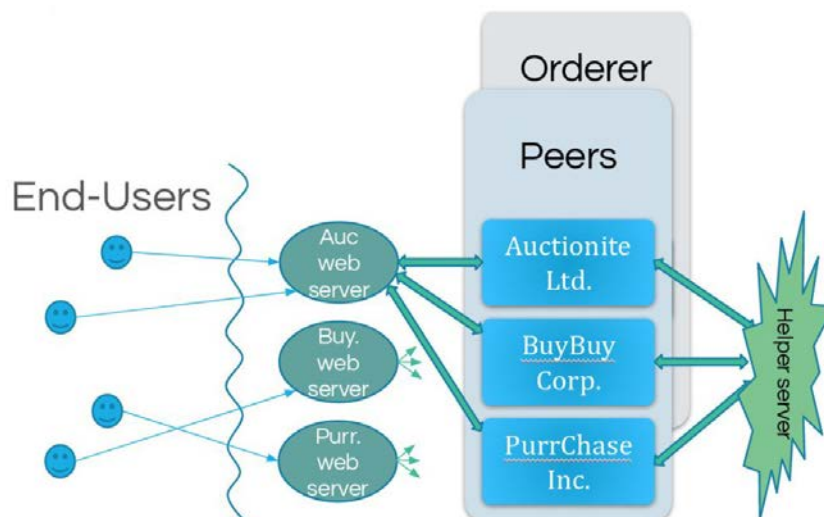 Orderer
Peers
End-Users
Auc
web
server
Auctionite
Ltd.
Buy.
web
server
BuyBuy
Corp.
Purr.
web
server
PurrChase
Inc.
Helper server